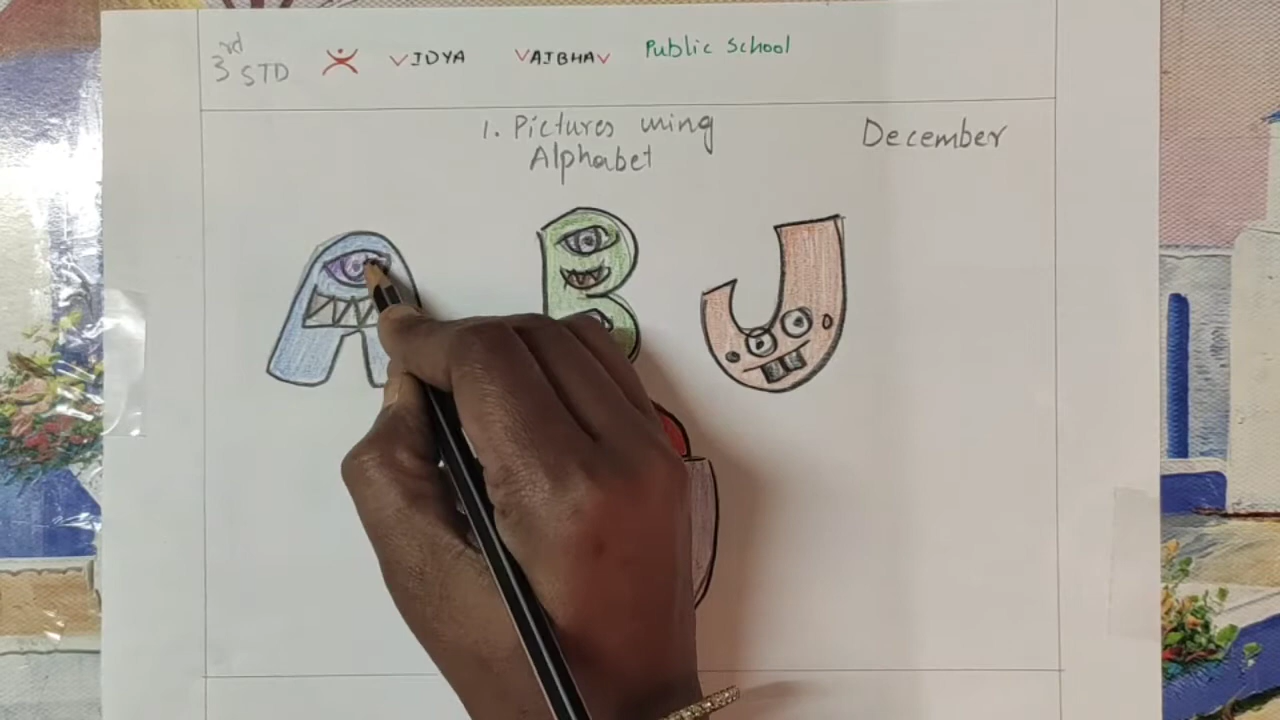 3rd STD VIDYA VAIBHAV Public School
1. Pictures using Alphabet
December
A B J